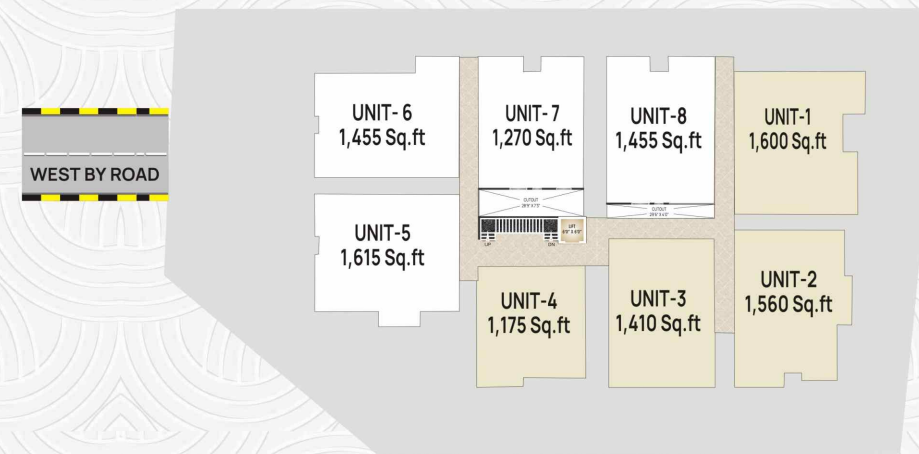 WEST BY ROAD
UNIT- 6
1,455 Sq.ft
UNIT- 7
1,270 Sq.ft
UNIT-8
1,455 Sq.ft
UNIT-1
1,600 Sq.ft
CUTOUT
CUTOUT
LIFT
UP
DN
UNIT-5
1,615 Sq.ft
UNIT-4
1,175 Sq.ft
UNIT-3
1,410 Sq.ft
UNIT-2
1,560 Sq.ft